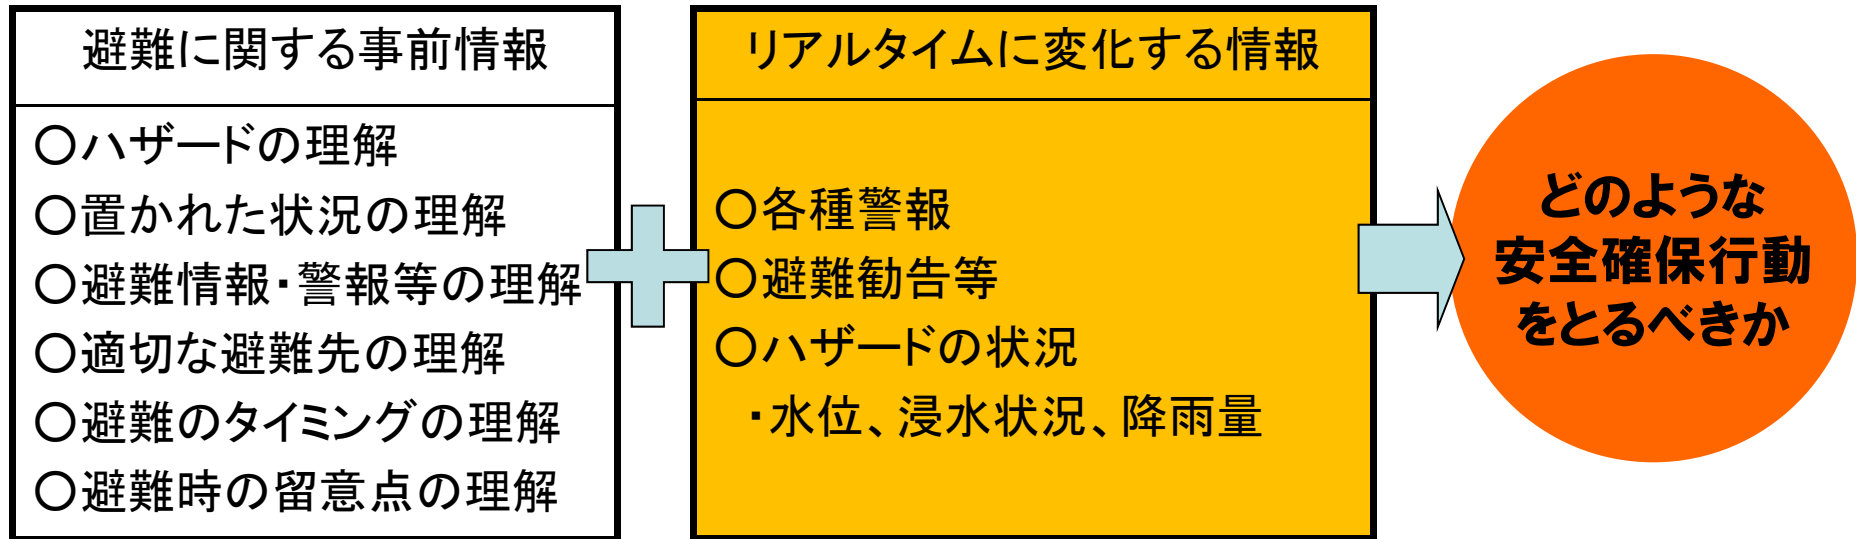 避難に関する事前情報
○ハザードの理解
○置かれた状況の理解
○避難情報・警報等の理解
○適切な避難先の理解
○避難のタイミングの理解
○避難時の留意点の理解
リアルタイムに変化する情報
○各種警報
○避難勧告等
○ハザードの状況
・水位、浸水状況、降雨量
どのような
安全確保行動
をとるべきか